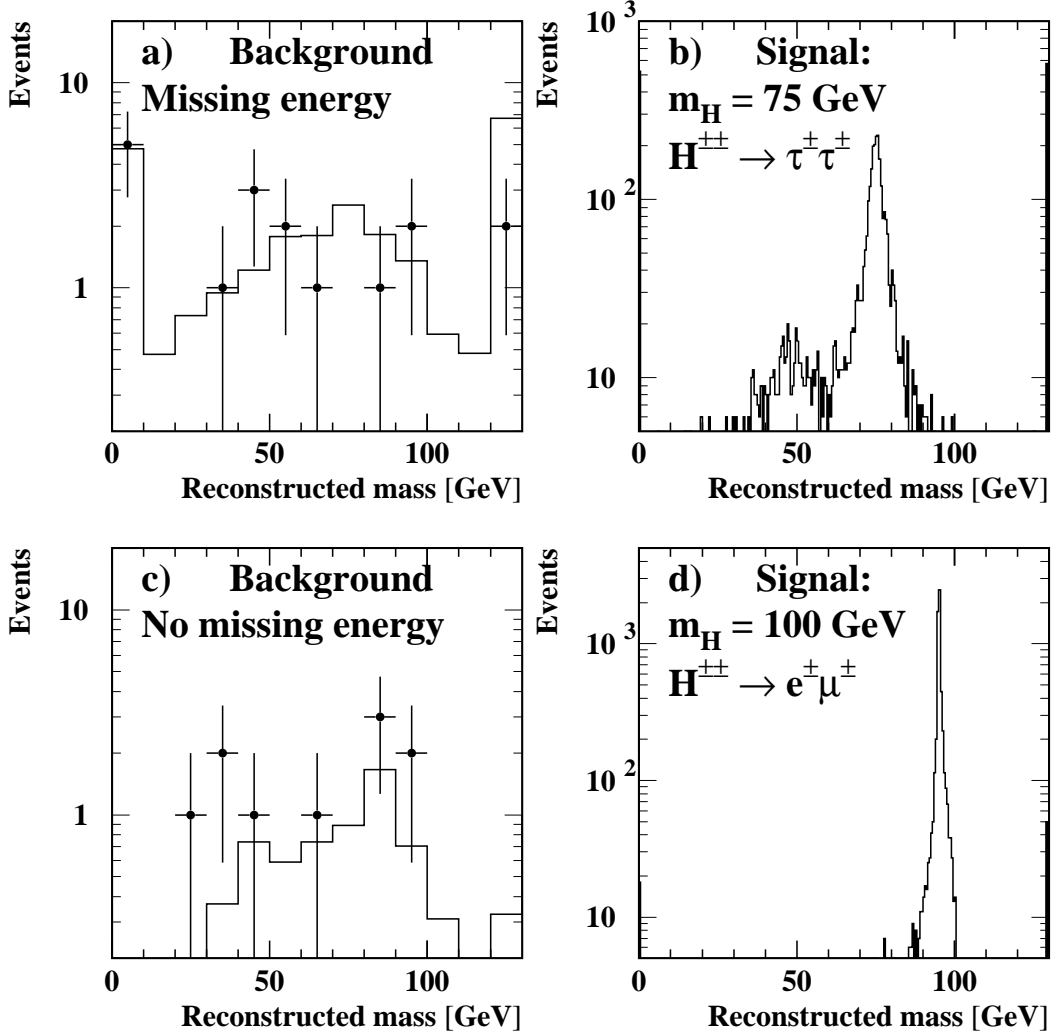 a) Background
Missing energy
Events
10
1
0 50 100
Reconstructed mass [GeV]
b) Signal:
m_H = 75 GeV
H^±± → τ^±τ^±
Events
10^3
10^2
10
0 50 100
Reconstructed mass [GeV]
c) Background
No missing energy
Events
10
1
0 50 100
Reconstructed mass [GeV]
d) Signal:
m_H = 100 GeV
H^±± → e^±μ^±
Events
10^3
10^2
10
0 50 100
Reconstructed mass [GeV]